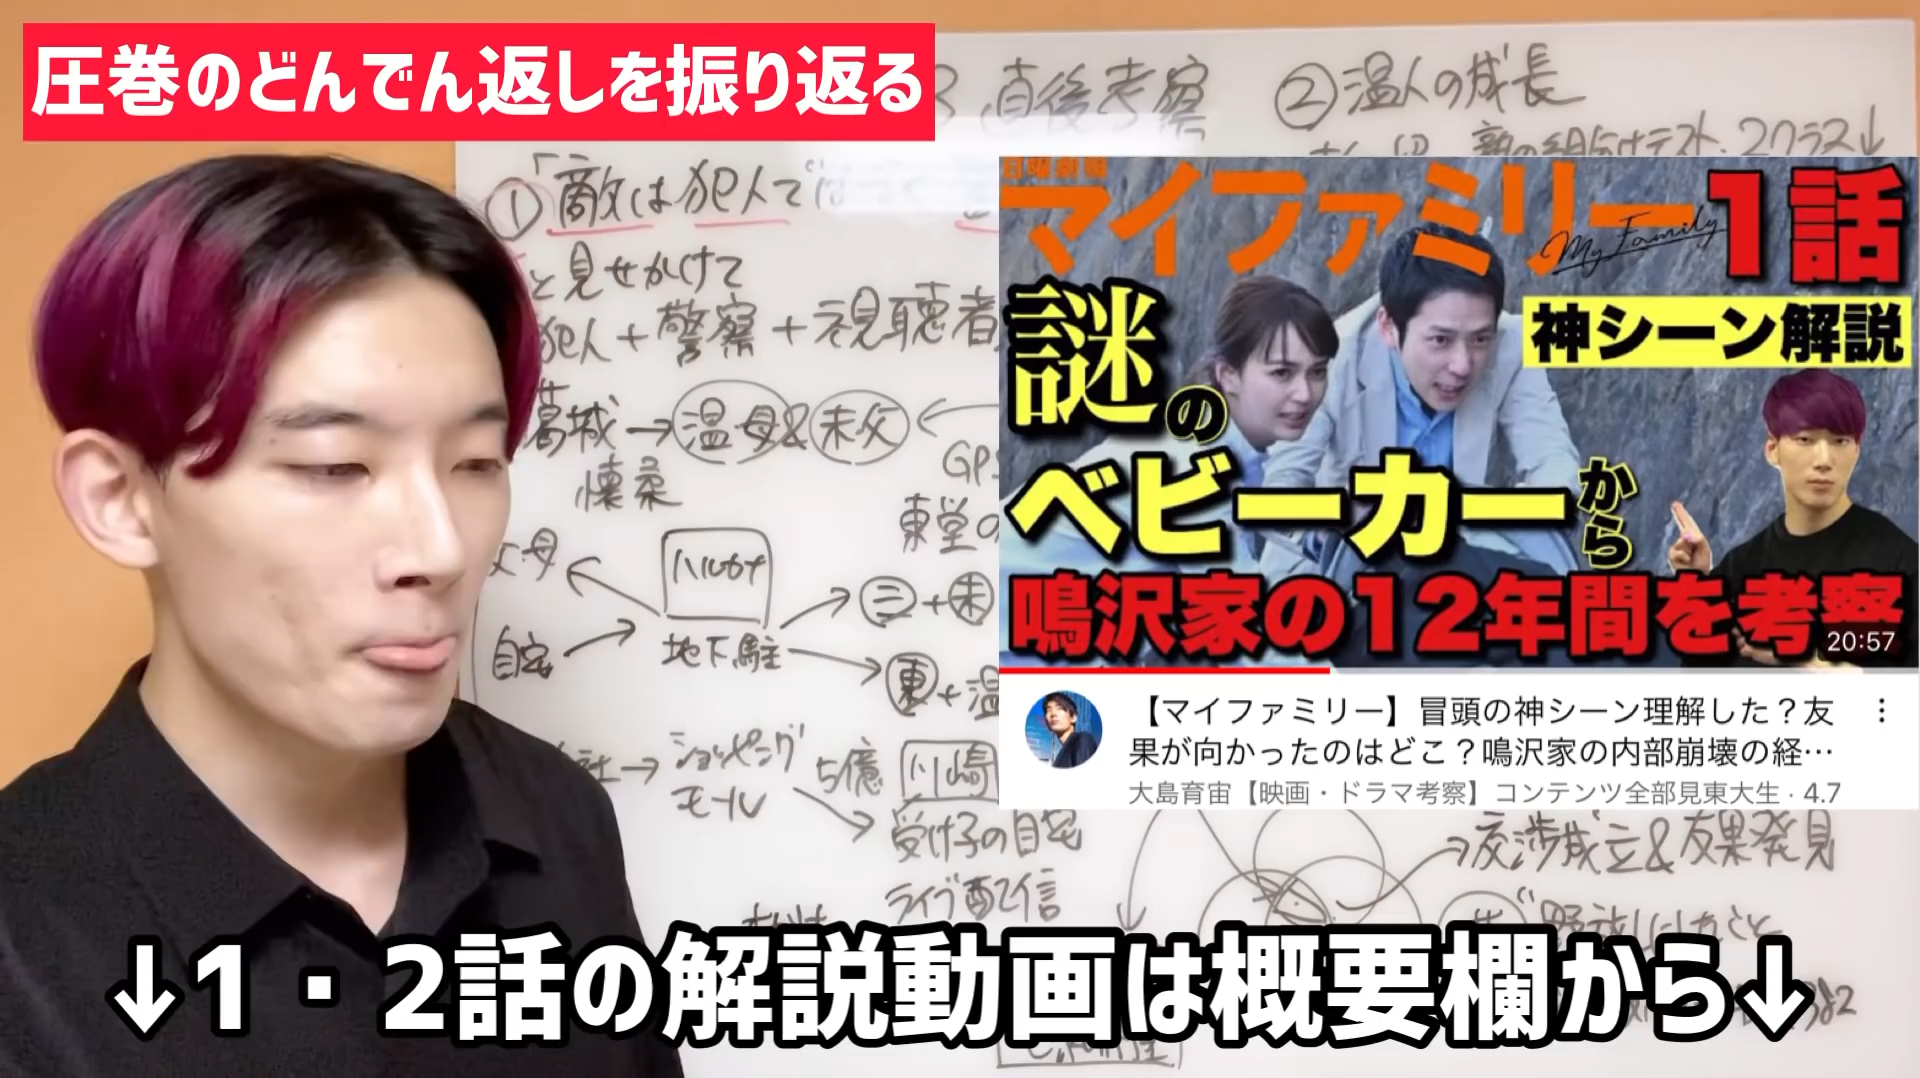 圧巻のどんでん返しを振り返る
直後考察
②温人の成長
①「敵は犯人で
と見せかけて
犯人+警察+視聴者
葛城→温母&未父←
懐柔
GPS
東堂の
父母
ハルカナ
三+未
自宅
地下駐
東+温
ショッピング
モール
5億
川崎
受け子の自宅
ライブ配信
→交渉成立&友果発見
日曜劇場
マイファミリー1話
My Family
神シーン解説
謎の
ベビーカーから
鳴沢家の12年間を考察
20:57
【マイファミリー】冒頭の神シーン理解した？友
果が向かったのはどこ？鳴沢家の内部崩壊の経…
大島育宙【映画・ドラマ考察】コンテンツ全部見東大生・4.7
↓1・2話の解説動画は概要欄から↓